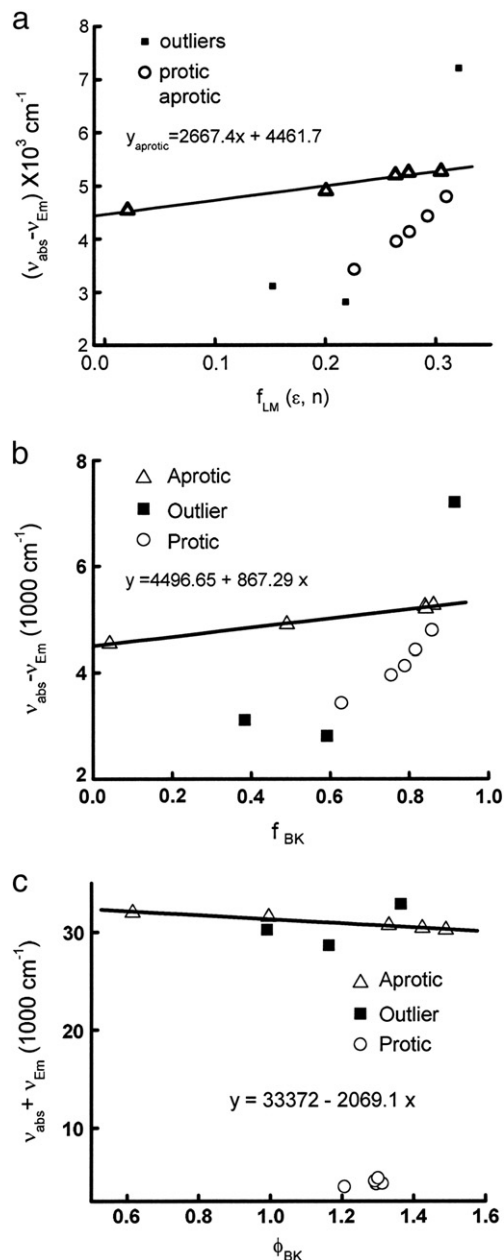 a
outliers
protic
aprotic
y_aprotic=2667.4x + 4461.7
(ν_abs-ν_Em) X10³ cm⁻¹
8
7
6
5
4
3
2
0.0 0.1 0.2 0.3
f_LM (ε, n)
b
Aprotic
Outlier
Protic
y =4496.65 + 867.29 x
ν_abs-ν_Em (1000 cm⁻¹)
8
6
4
2
0.0 0.2 0.4 0.6 0.8 1.0
f_BK
c
Aprotic
Outlier
Protic
y = 33372 - 2069.1 x
ν_abs + ν_Em (1000 cm⁻¹)
30
20
10
0.6 0.8 1.0 1.2 1.4 1.6
ϕ_BK